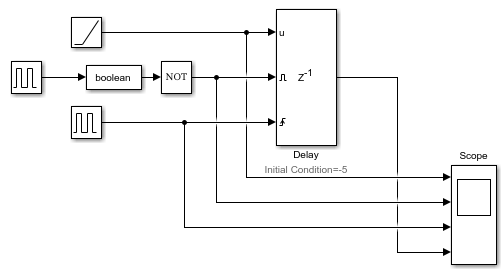 u
boolean
NOT
Z-1
Delay
Initial Condition=-5
Scope